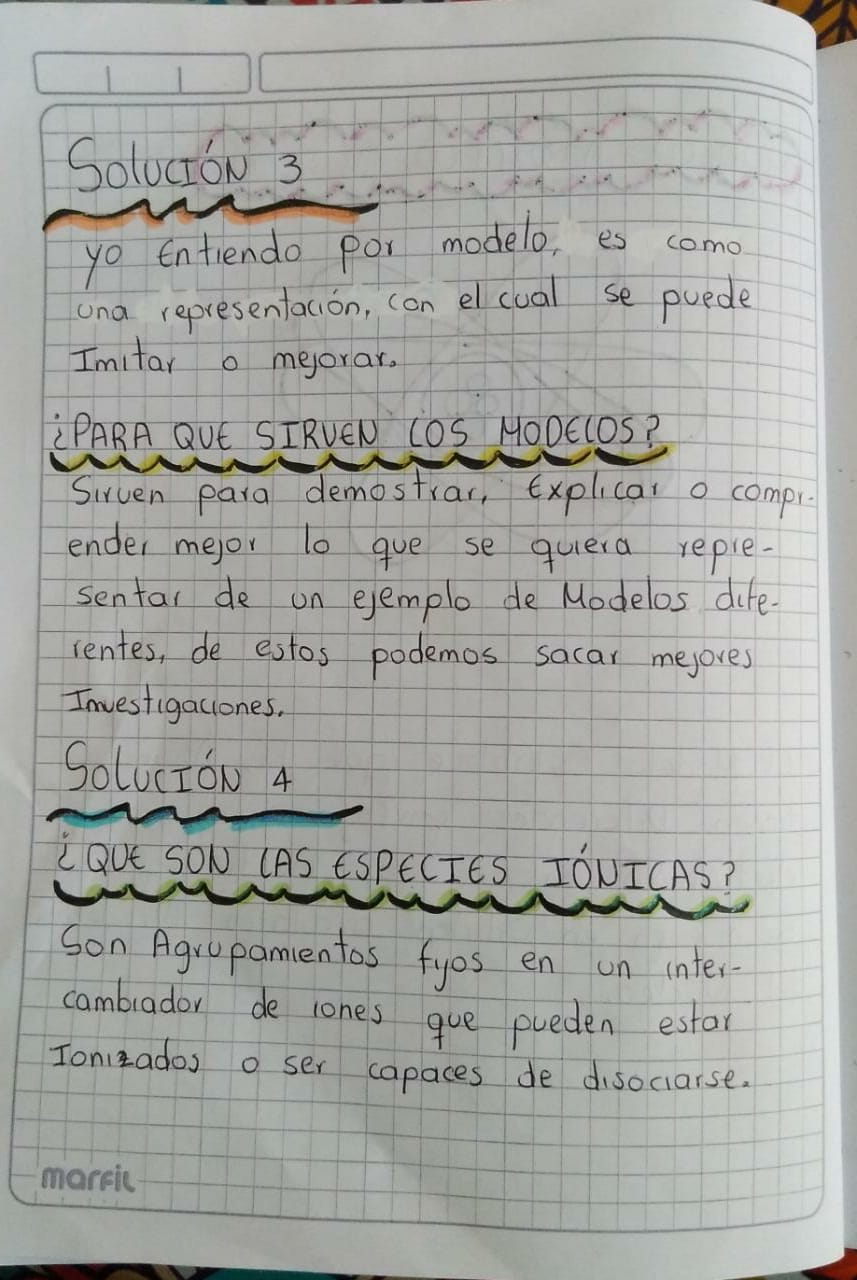 Solución 3
yo Entiendo por modelo, es como
una representación, con el cual se puede
Imitar o mejorar.
¿PARA QUE SIRVEN LOS MODELOS?
Sirven para demostrar, Explicar o compr-
ender mejor lo que se quiera repre-
sentar de un ejemplo de Modelos dife-
rentes, de estos podemos sacar mejores
Investigaciones.
Solución 4
¿QUE SON LAS ESPECIES IÓNICAS?
Son Agrupamientos fyos en un inter-
cambiador de iones que pueden estar
Ionizados o ser capaces de disociarse.
marfil